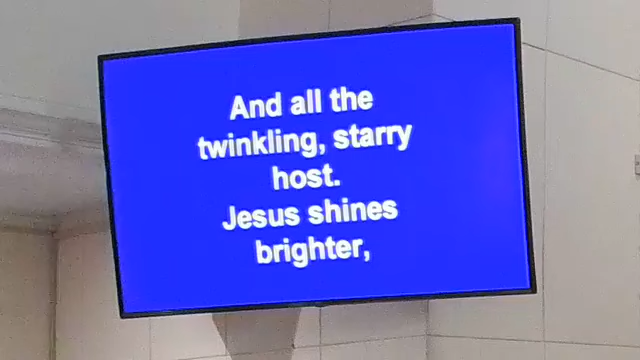 And all the
twinkling, starry
host.
Jesus shines
brighter,